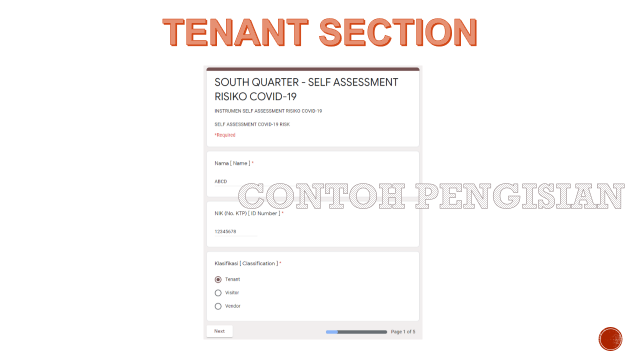 TENANT SECTION
SOUTH QUARTER - SELF ASSESSMENT
RISIKO COVID-19
INSTRUMEN SELF ASSESSMENT RISIKO COVID-19
SELF ASSESSMENT COVID-19 RISK
*Required
Nama [ Name ] *
ABCD
CONTOH PENGISIAN
NIK (No. KTP) [ ID Number ] *
12345678
Klasifikasi [ Classification ] *
Tenant
Visitor
Vendor
Next
Page 1 of 5